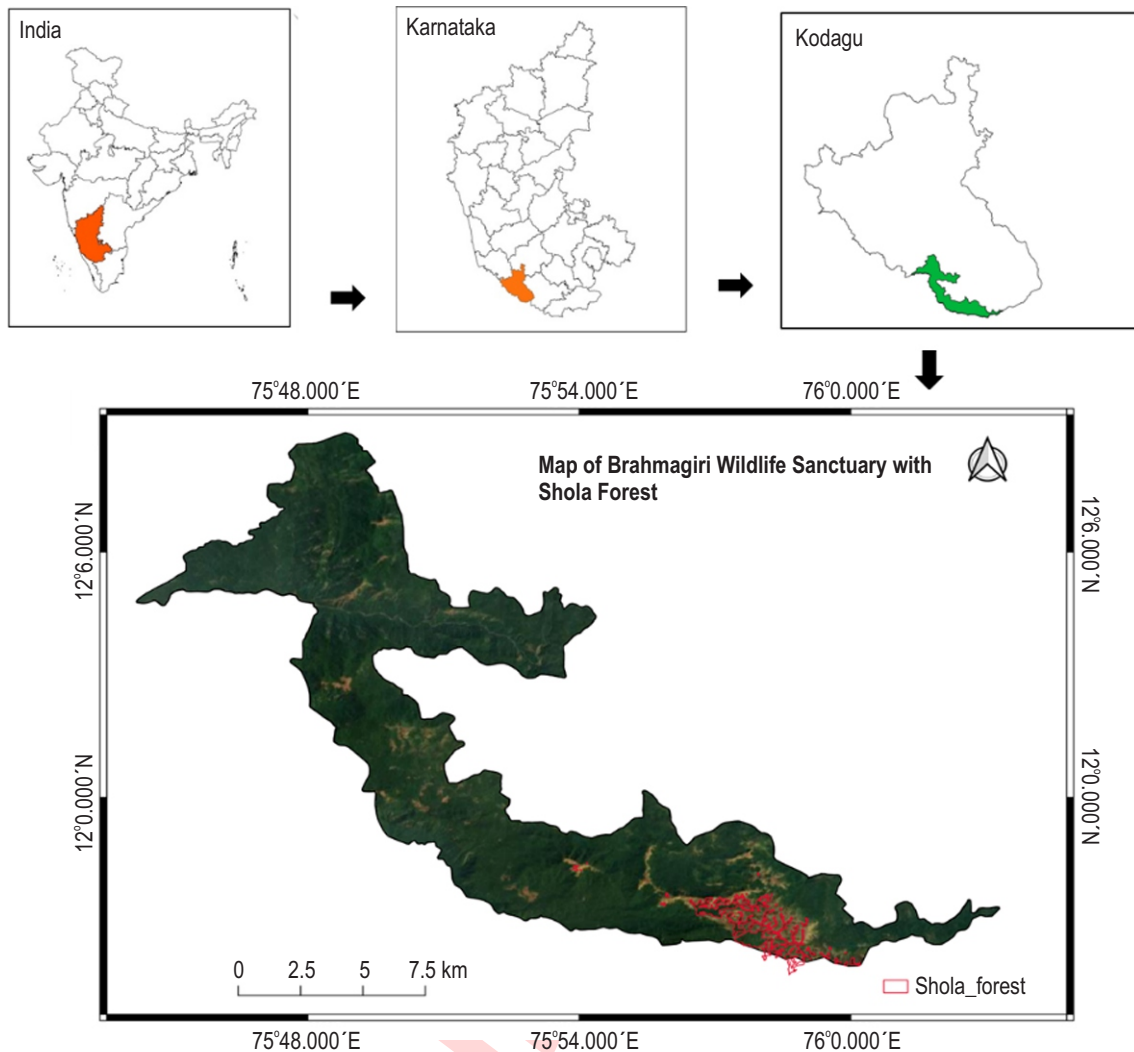 India
Karnataka
Kodagu
75°48.000´E
75°54.000´E
76°0.000´E
Map of Brahmagiri Wildlife Sanctuary with
Shola Forest
12°6.000´N
12°6.000´N
12°0.000´N
12°0.000´N
0 2.5 5 7.5 km
Shola_forest
75°48.000´E
75°54.000´E
76°0.000´E